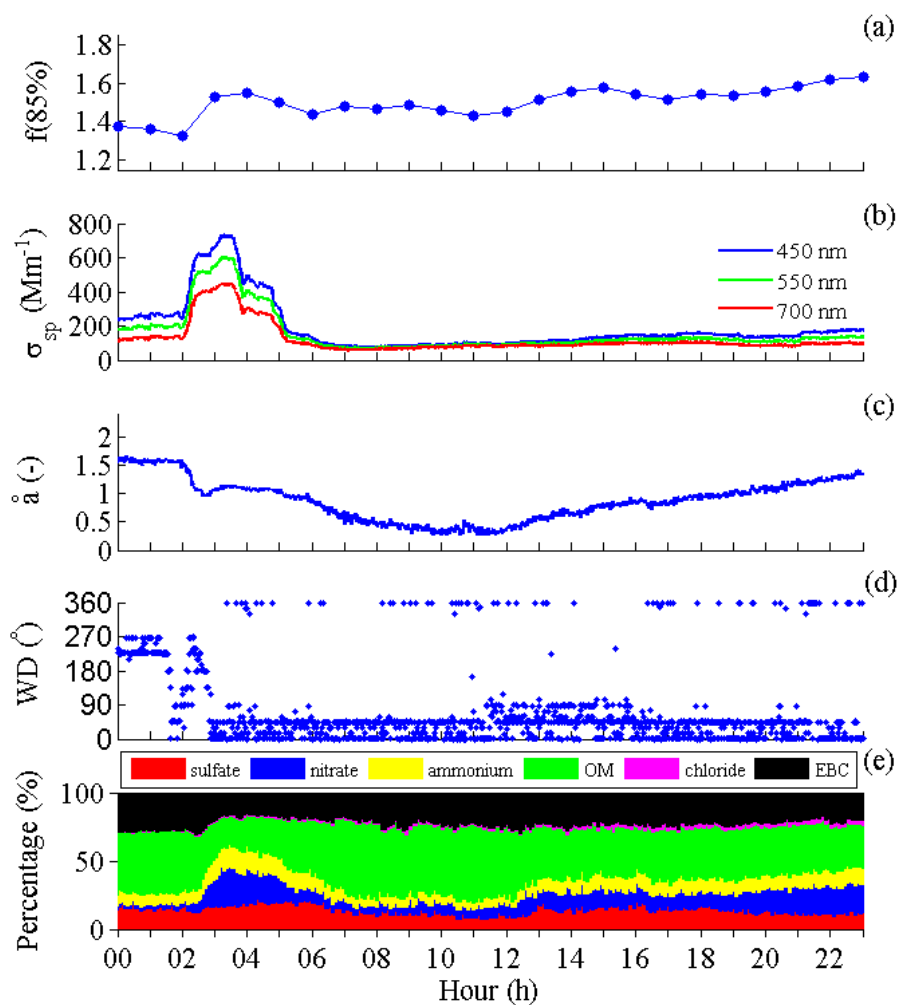 (a)
f(85%)
1.8
1.6
1.4
1.2
(b)
σsp (Mm⁻¹)
800
600
400
200
0
450 nm
550 nm
700 nm
(c)
å (-)
2
1.5
1
0.5
0
(d)
WD (°)
360
270
180
90
0
(e)
sulfate nitrate ammonium OM chloride EBC
Percentage (%)
100
50
0
00 02 04 06 08 10 12 14 16 18 20 22
Hour (h)